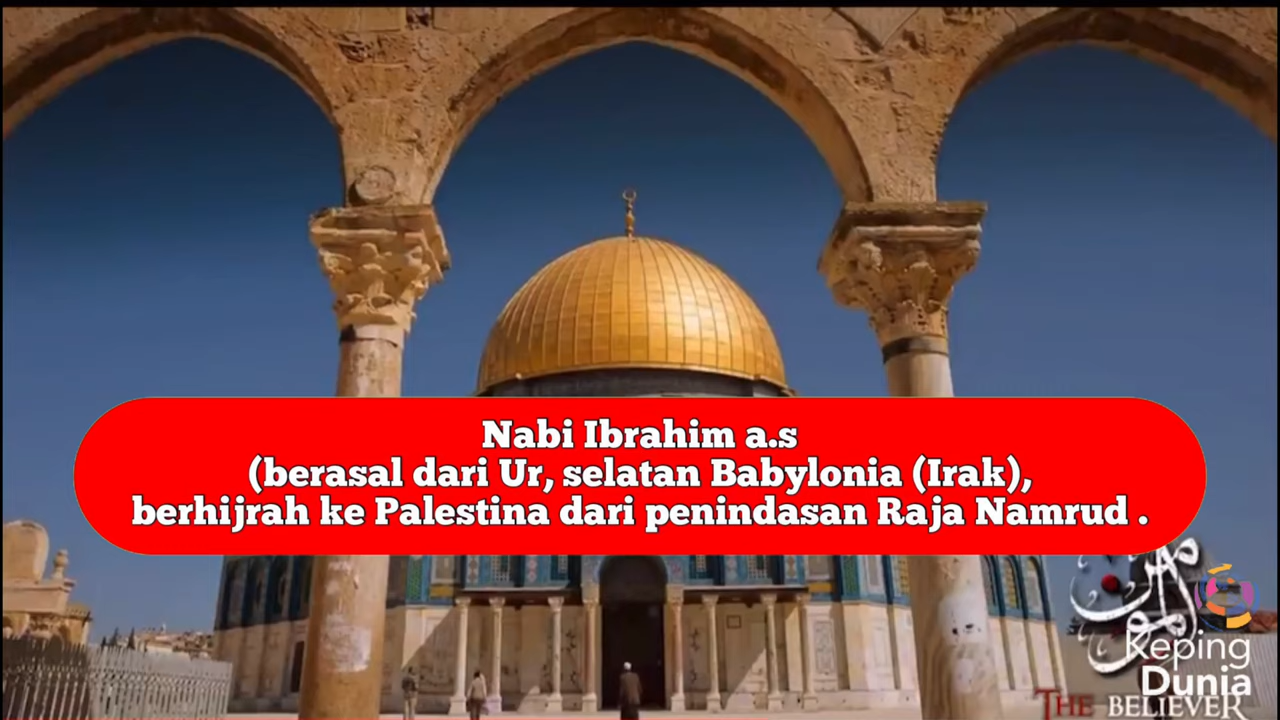 Nabi Ibrahim a.s
(berasal dari Ur, selatan Babylonia (Irak),
berhijrah ke Palestina dari penindasan Raja Namrud .
Keping
Dunia
THE BELIEVER